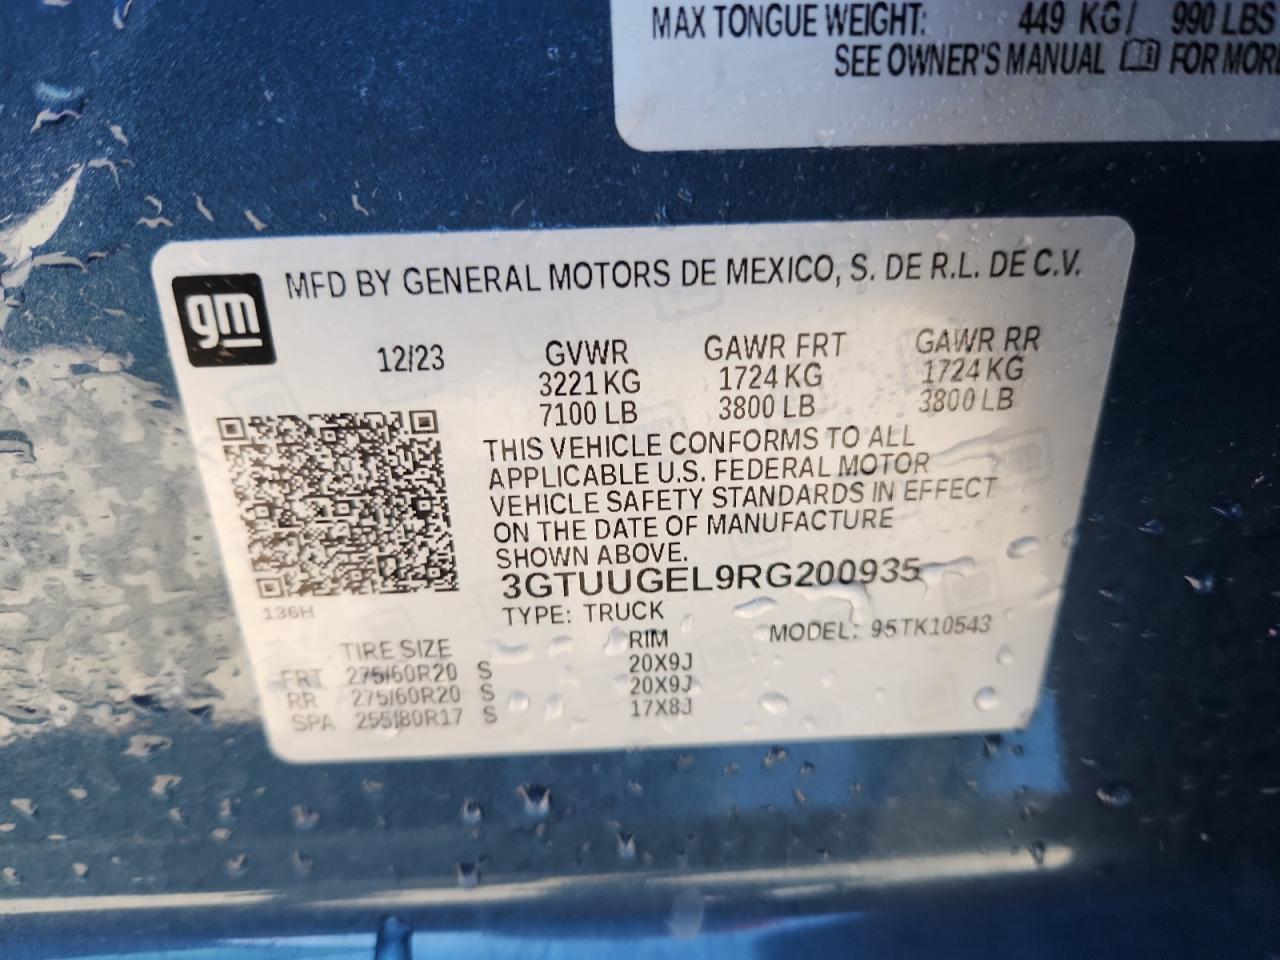 MAX TONGUE WEIGHT: 449 KG/ 990 LBS
SEE OWNER'S MANUAL FOR MORE
gm
MFD BY GENERAL MOTORS DE MEXICO, S. DE R.L. DE C.V.
12/23 GVWR GAWR FRT GAWR RR
3221 KG 1724 KG 1724 KG
7100 LB 3800 LB 3800 LB
THIS VEHICLE CONFORMS TO ALL
APPLICABLE U.S. FEDERAL MOTOR
VEHICLE SAFETY STANDARDS IN EFFECT
ON THE DATE OF MANUFACTURE
SHOWN ABOVE.
3GTUUGEL9RG200935
136H
TYPE: TRUCK MODEL: 95TK10543
TIRE SIZE RIM
FRT 275/60R20 S 20X9J
RR 275/60R20 S 20X9J
SPA 255/80R17 S 17X8J